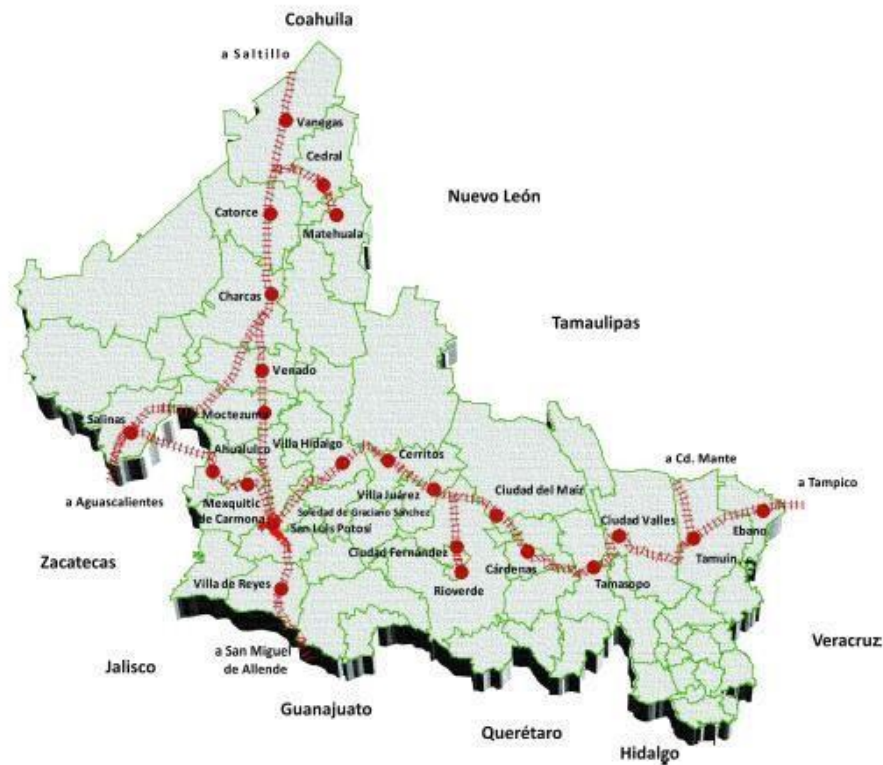 Coahuila
a Saltillo
Vanegas
Cedral
Nuevo León
Catorce
Matehuala
Charcas
Tamaulipas
Venado
Salinas
Moctezuma
Ahualulco
Villa Hidalgo
Cerritos
a Cd. Mante
a Tampico
a Aguascalientes
Villa Juárez
Ciudad del Maíz
Mexquitic
de Carmona
Soledad de Graciano Sánchez
San Luis Potosí
Ciudad Valles
Ebano
Zacatecas
Ciudad Fernández
Cárdenas
Tamuin
Villa de Reyes
Rioverde
Tamasopo
Veracruz
Jalisco
a San Miguel
de Allende
Guanajuato
Querétaro
Hidalgo